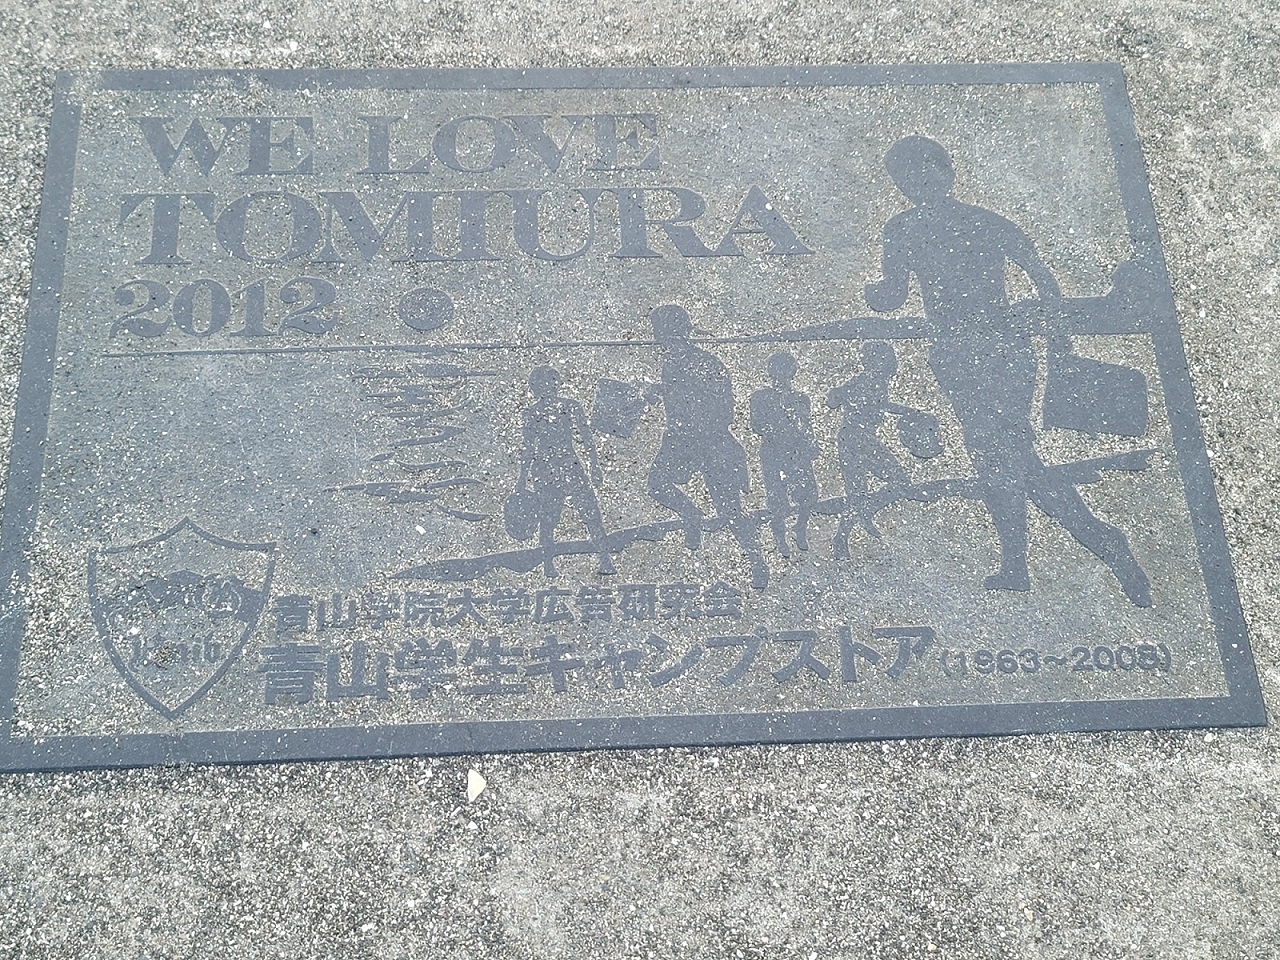 WE LOVE
TOMIURA
2012
青山学院大学広告研究会
青山学生キャンプストア(1963~2008)